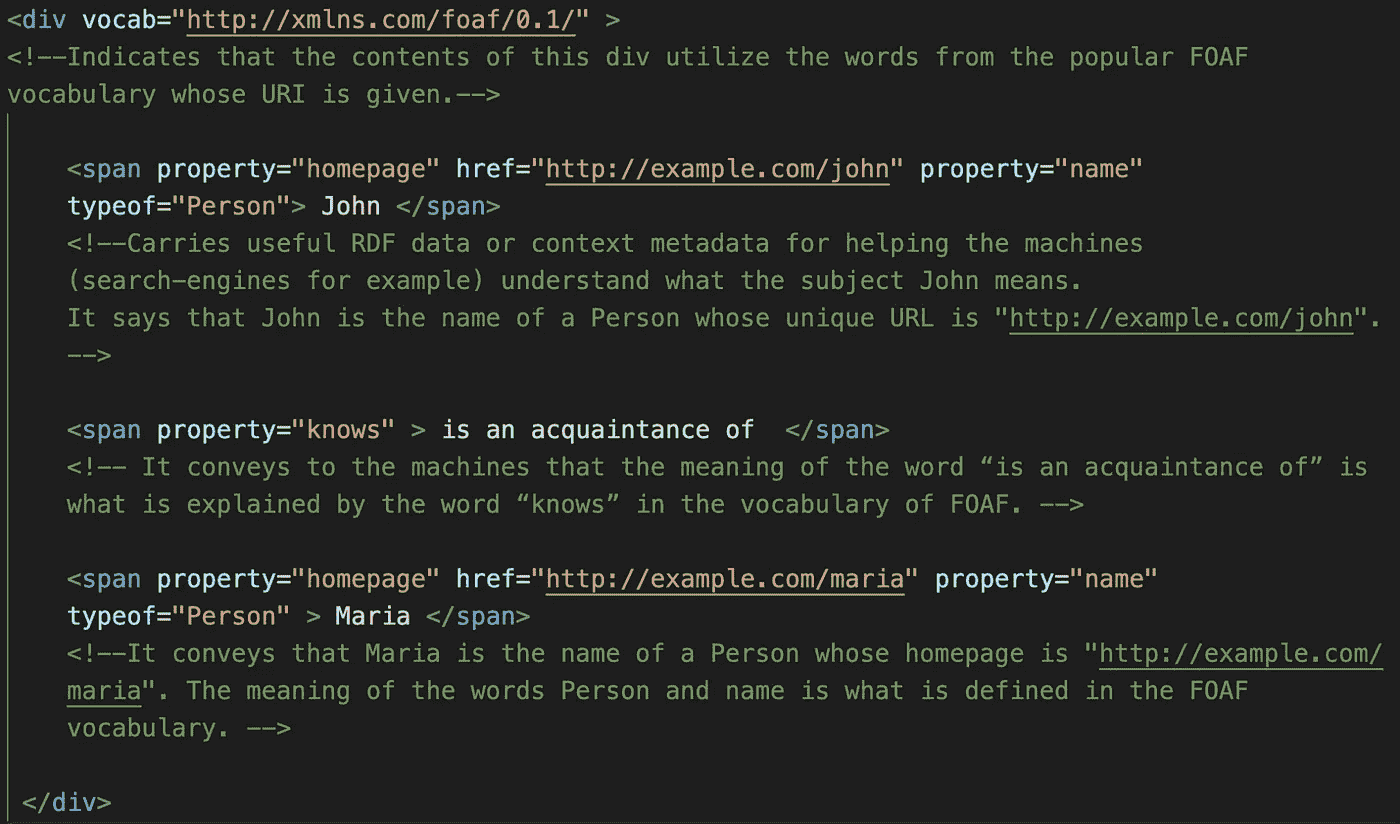 <div vocab="http://xmlns.com/foaf/0.1/" >
<!--Indicates that the contents of this div utilize the words from the popular FOAF
vocabulary whose URI is given.-->
<span property="homepage" href="http://example.com/john" property="name"
typeof="Person"> John </span>
<!--Carries useful RDF data or context metadata for helping the machines
(search-engines for example) understand what the subject John means.
It says that John is the name of a Person whose unique URL is "http://example.com/john".
-->
<span property="knows" > is an acquaintance of  </span>
<!-- It conveys to the machines that the meaning of the word “is an acquaintance of” is
what is explained by the word “knows” in the vocabulary of FOAF. -->
<span property="homepage" href="http://example.com/maria" property="name"
typeof="Person" > Maria </span>
<!--It conveys that Maria is the name of a Person whose homepage is "http://example.com/
maria". The meaning of the words Person and name is what is defined in the FOAF
vocabulary. -->
</div>